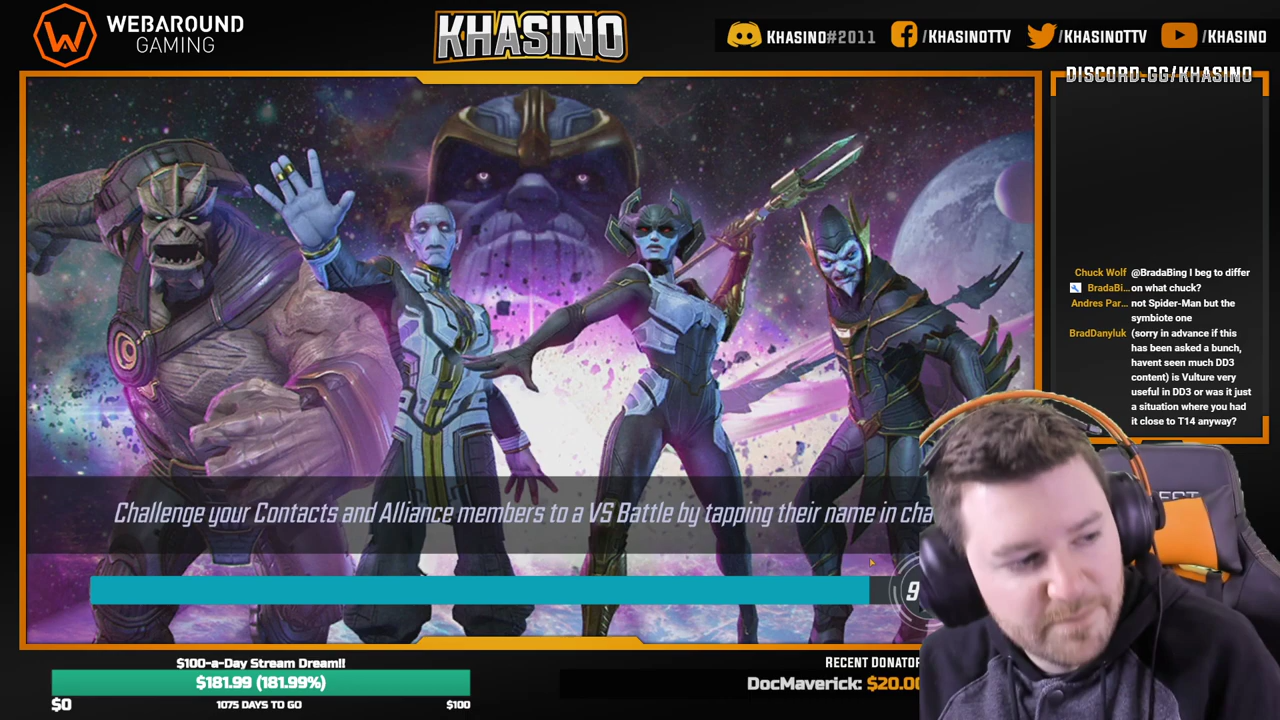 WEBAROUND
GAMING
KHASINO
KHASINO#2011
/KHASINOTTV
/KHASINOTTV
/KHASINO
DISCORD.GG/KHASINO
Chuck Wolf @BradaBing I beg to differ
BradaBi... on what chuck?
Andres Par... not Spider-Man but the
symbiote one
BradDanyluk (sorry in advance if this
has been asked a bunch,
havent seen much DD3
content) is Vulture very
useful in DD3 or was it just
a situation where you had
it close to T14 anyway?
Challenge your Contacts and Alliance members to a VS Battle by tapping their name in cha
9
$100-a-Day Stream Dream!!
$181.99 (181.99%)
$0
1075 DAYS TO GO
$100
RECENT DONATOR
DocMaverick: $20.00